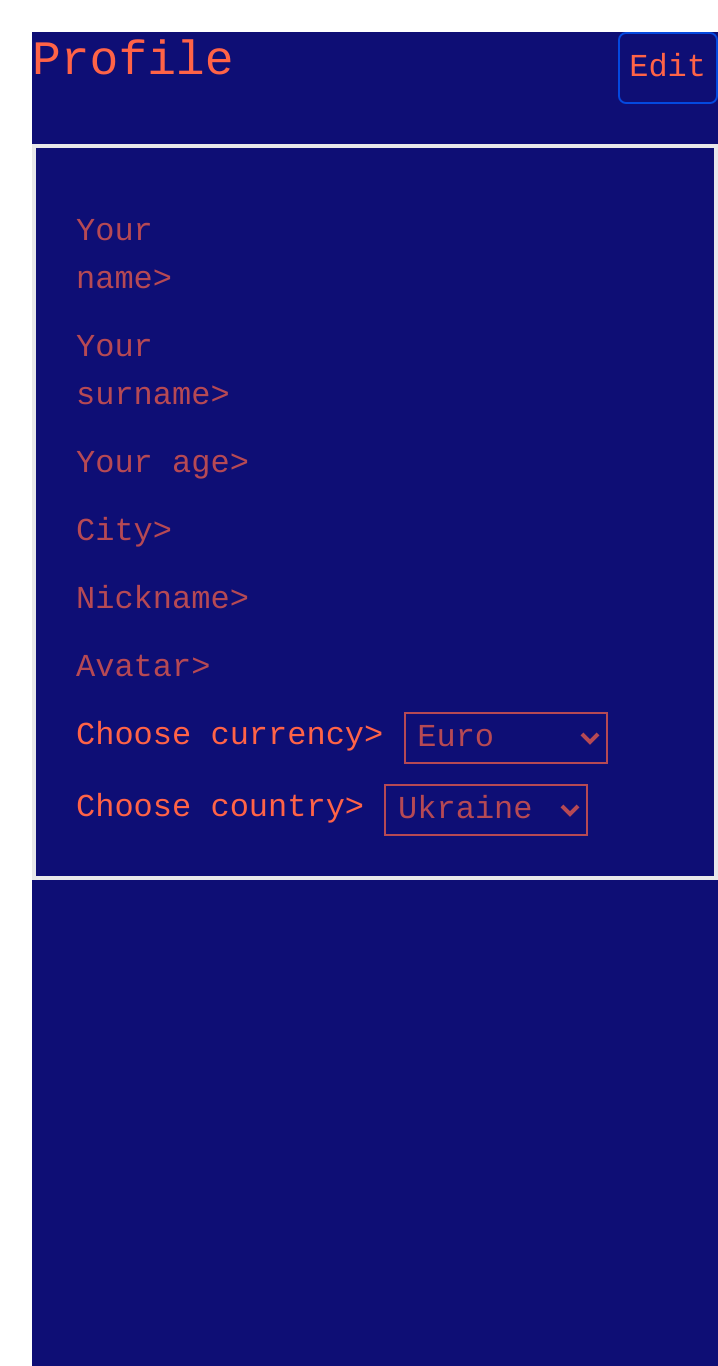 Profile
Edit
Your
name>
Your
surname>
Your age>
City>
Nickname>
Avatar>
Choose currency> Euro
Choose country> Ukraine